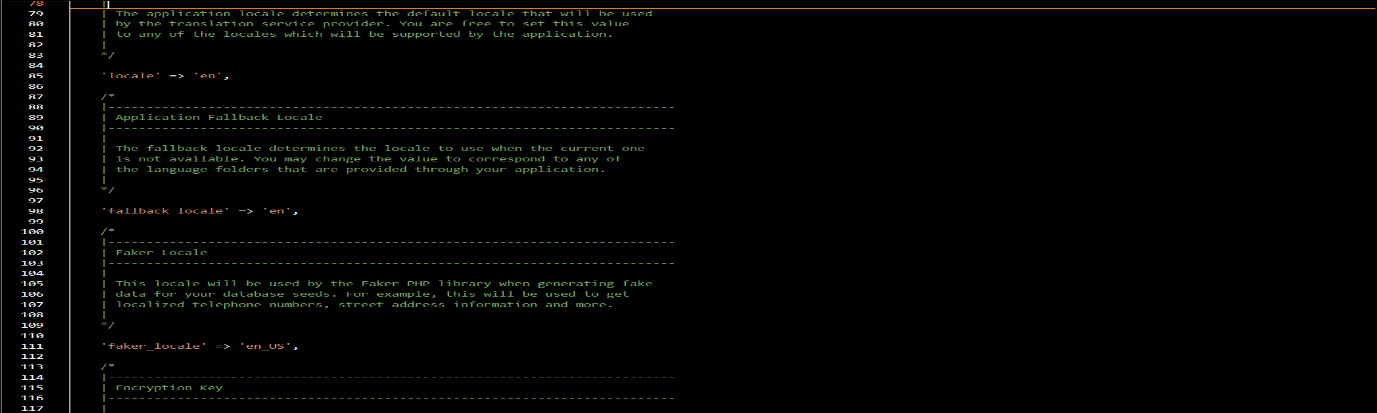 78 |
79 | The application locale determines the default locale that will be used
80 | by the translation service provider. You are free to set this value
81 | to any of the locales which will be supported by the application.
82 |
83 */
84
85 'locale' => 'en',
86
87 /*
88 |--------------------------------------------------------------------------
89 | Application Fallback Locale
90 |--------------------------------------------------------------------------
91 |
92 | The fallback locale determines the locale to use when the current one
93 | is not available. You may change the value to correspond to any of
94 | the language folders that are provided through your application.
95 |
96 */
97
98 'fallback_locale' => 'en',
99
100 /*
101 |--------------------------------------------------------------------------
102 | Faker Locale
103 |--------------------------------------------------------------------------
104 |
105 | This locale will be used by the Faker PHP library when generating fake
106 | data for your database seeds. For example, this will be used to get
107 | localized telephone numbers, street address information and more.
108 |
109 */
110
111 'faker_locale' => 'en_US',
112
113 /*
114 |--------------------------------------------------------------------------
115 | Encryption Key
116 |--------------------------------------------------------------------------
117 |